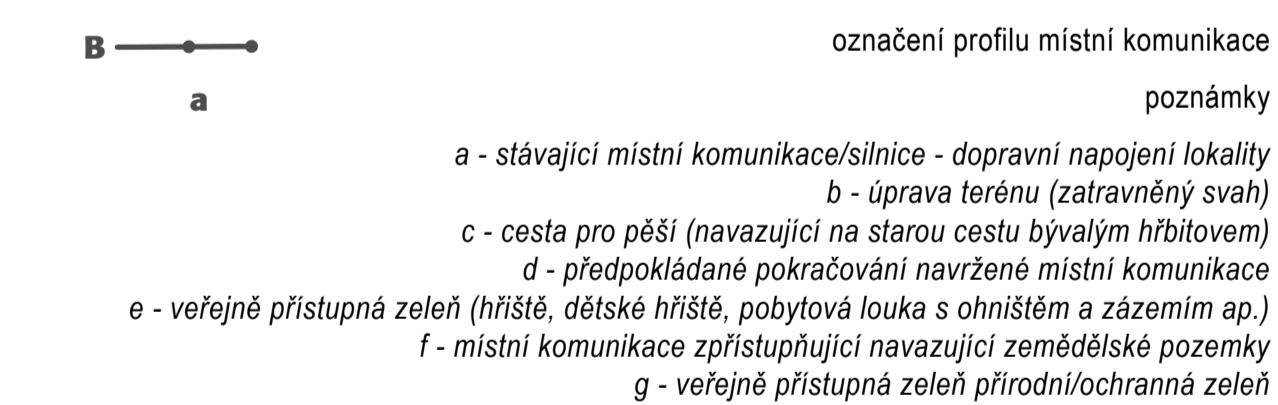 B označení profilu místní komunikace
a poznámky
a - stávající místní komunikace/silnice - dopravní napojení lokality
b - úprava terénu (zatravněný svah)
c - cesta pro pěší (navazující na starou cestu bývalým hřbitovem)
d - předpokládané pokračování navržené místní komunikace
e - veřejně přístupná zeleň (hřiště, dětské hřiště, pobytová louka s ohništěm a zázemím ap.)
f - místní komunikace zpřístupňující navazující zemědělské pozemky
g - veřejně přístupná zeleň přírodní/ochranná zeleň